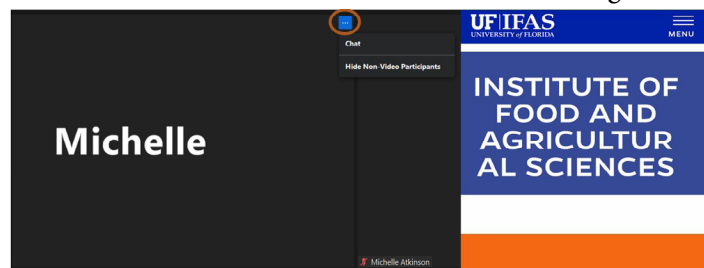 ...
Chat
Hide Non-Video Participants
Michelle
Michelle Atkinson
UF|IFAS
UNIVERSITY of FLORIDA
MENU
INSTITUTE OF
FOOD AND
AGRICULTUR
AL SCIENCES